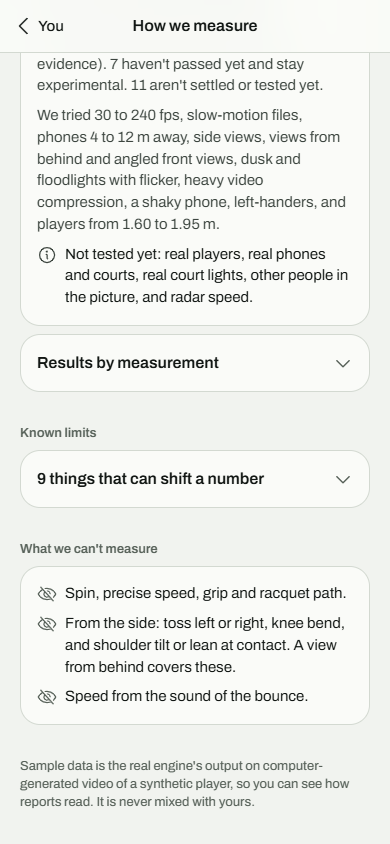 You
How we measure
evidence). 7 haven't passed yet and stay
experimental. 11 aren't settled or tested yet.
We tried 30 to 240 fps, slow-motion files,
phones 4 to 12 m away, side views, views from
behind and angled front views, dusk and
floodlights with flicker, heavy video
compression, a shaky phone, left-handers, and
players from 1.60 to 1.95 m.
Not tested yet: real players, real phones
and courts, real court lights, other people in
the picture, and radar speed.
Results by measurement
Known limits
9 things that can shift a number
What we can't measure
Spin, precise speed, grip and racquet path.
From the side: toss left or right, knee bend,
and shoulder tilt or lean at contact. A view
from behind covers these.
Speed from the sound of the bounce.
Sample data is the real engine's output on computer-
generated video of a synthetic player, so you can see how
reports read. It is never mixed with yours.